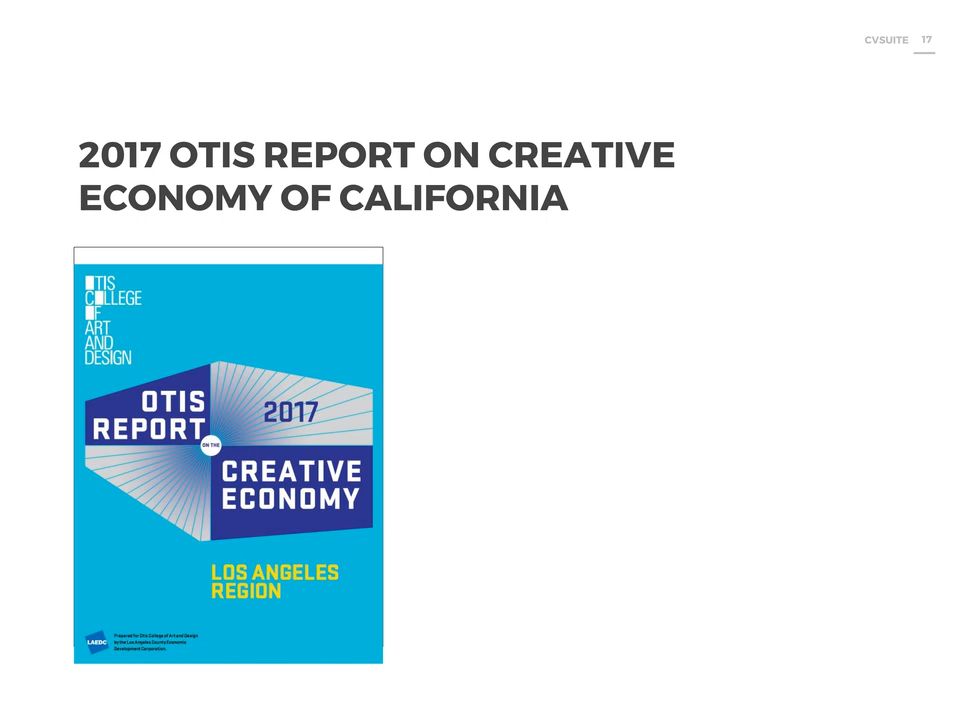 CVSUITE 17
2017 OTIS REPORT ON CREATIVE
ECONOMY OF CALIFORNIA
OTIS
COLLEGE
OF
ART
AND
DESIGN
OTIS
REPORT
2017
ON THE
CREATIVE
ECONOMY
LOS ANGELES
REGION
LAEDC
Prepared for Otis College of Art and Design
by the Los Angeles County Economic
Development Corporation.